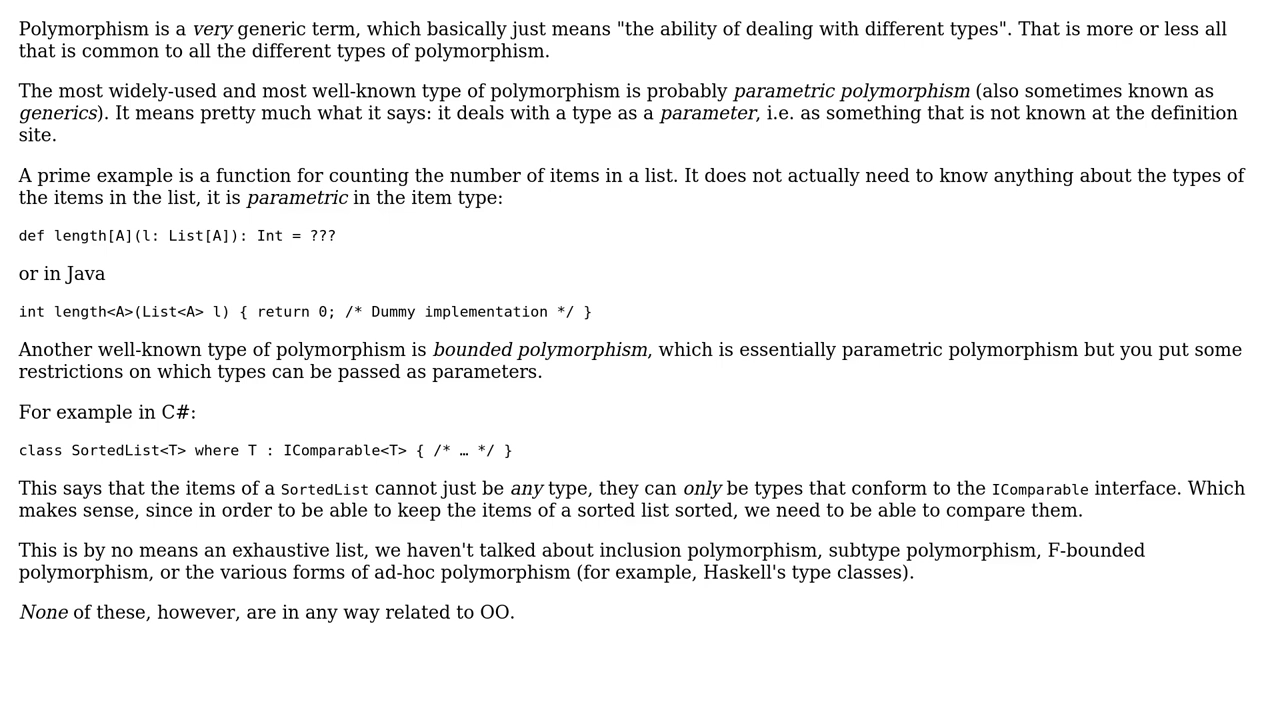 Polymorphism is a very generic term, which basically just means "the ability of dealing with different types". That is more or less all
that is common to all the different types of polymorphism.
The most widely-used and most well-known type of polymorphism is probably parametric polymorphism (also sometimes known as
generics). It means pretty much what it says: it deals with a type as a parameter, i.e. as something that is not known at the definition
site.
A prime example is a function for counting the number of items in a list. It does not actually need to know anything about the types of
the items in the list, it is parametric in the item type:
def length[A](l: List[A]): Int = ???
or in Java
int length<A>(List<A> l) { return 0; /* Dummy implementation */ }
Another well-known type of polymorphism is bounded polymorphism, which is essentially parametric polymorphism but you put some
restrictions on which types can be passed as parameters.
For example in C#:
class SortedList<T> where T : IComparable<T> { /* … */ }
This says that the items of a SortedList cannot just be any type, they can only be types that conform to the IComparable interface. Which
makes sense, since in order to be able to keep the items of a sorted list sorted, we need to be able to compare them.
This is by no means an exhaustive list, we haven't talked about inclusion polymorphism, subtype polymorphism, F-bounded
polymorphism, or the various forms of ad-hoc polymorphism (for example, Haskell's type classes).
None of these, however, are in any way related to OO.